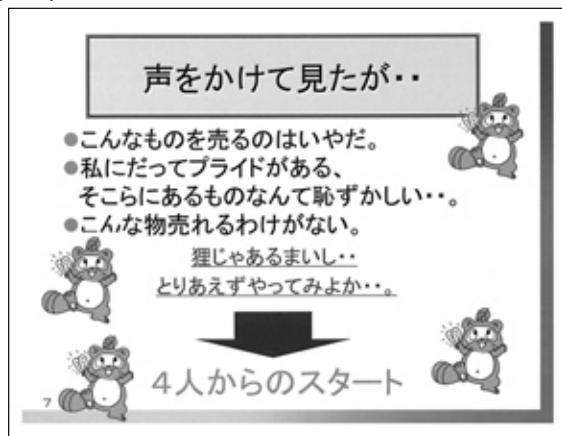 声をかけて見たが・・
●こんなものを売るのはいやだ。
●私にだってプライドがある、
そこらにあるものなんて恥ずかしい・・。
●こんな物売れるわけがない。
狸じゃあるまいし・・
とりあえずやってみよか・・。
4人からのスタート
7